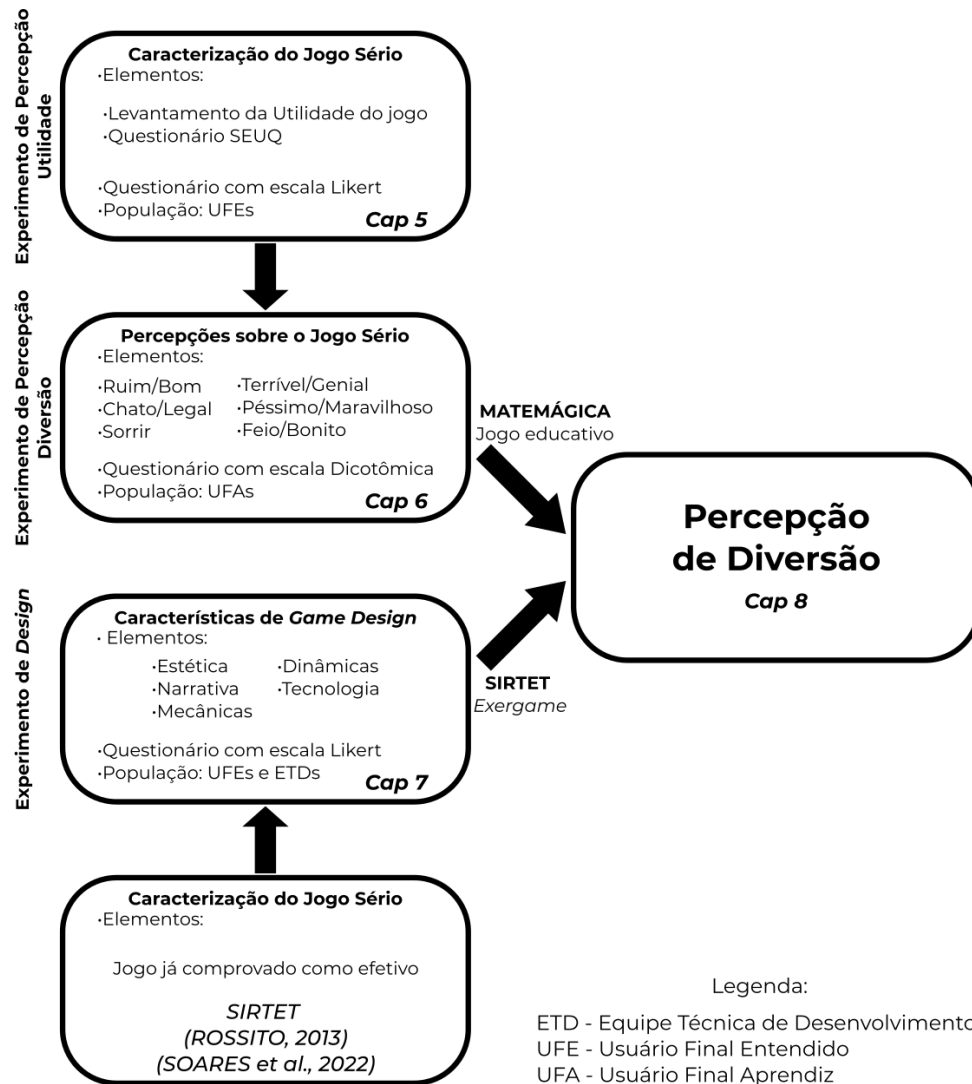 Experimento de Percepção
Utilidade
Caracterização do Jogo Sério
·Elementos:
·Levantamento da Utilidade do jogo
·Questionário SEUQ
·Questionário com escala Likert
·População: UFEs
Cap 5
Experimento de Percepção
Diversão
Percepções sobre o Jogo Sério
·Elementos:
·Ruim/Bom ·Terrível/Genial
·Chato/Legal ·Péssimo/Maravilhoso
·Sorrir ·Feio/Bonito
·Questionário com escala Dicotômica
·População: UFAs
Cap 6
MATEMÁGICA
Jogo educativo
Percepção
de Diversão
Cap 8
Experimento de Design
Características de Game Design
· Elementos:
·Estética ·Dinâmicas
·Narrativa ·Tecnologia
·Mecânicas
·Questionário com escala Likert
·População: UFEs e ETDs
Cap 7
SIRTET
Exergame
Caracterização do Jogo Sério
·Elementos:
Jogo já comprovado como efetivo
SIRTET
(ROSSITO, 2013)
(SOARES et al., 2022)
Legenda:
ETD - Equipe Técnica de Desenvolvimento
UFE - Usuário Final Entendido
UFA - Usuário Final Aprendiz